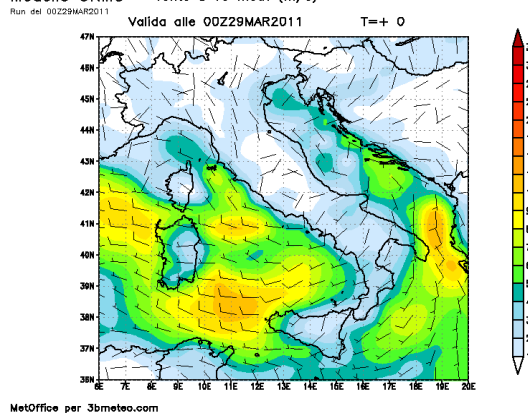 Run del 00Z29MAR2011
Valida alle 00Z29MAR2011 T=+ 0
47N
46N
45N
44N
43N
42N
41N
40N
39N
38N
37N
36N
6E 7E 8E 9E 10E 11E 12E 13E 14E 15E 16E 17E 18E 19E 20E
MetOffice per 3bmeteo.com